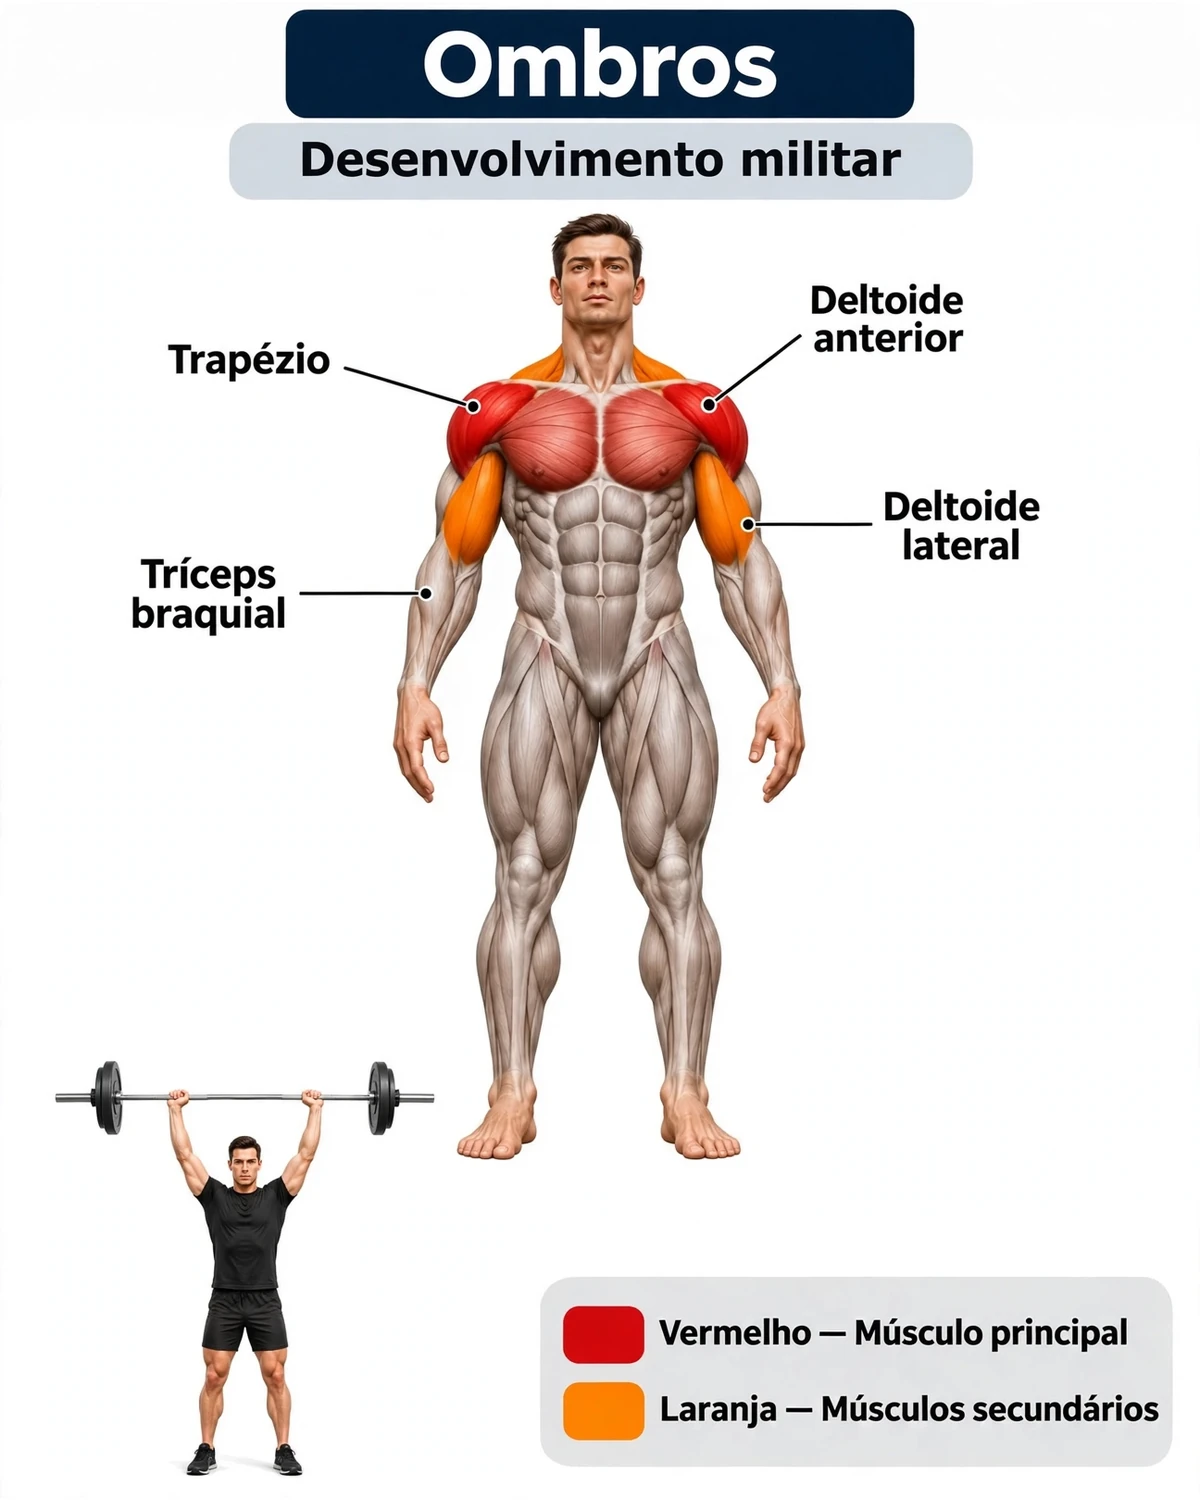 Ombros
Desenvolvimento militar
Deltoide
anterior
Trapézio
Deltoide
lateral
Tríceps
braquial
Vermelho — Músculo principal
Laranja — Músculos secundários